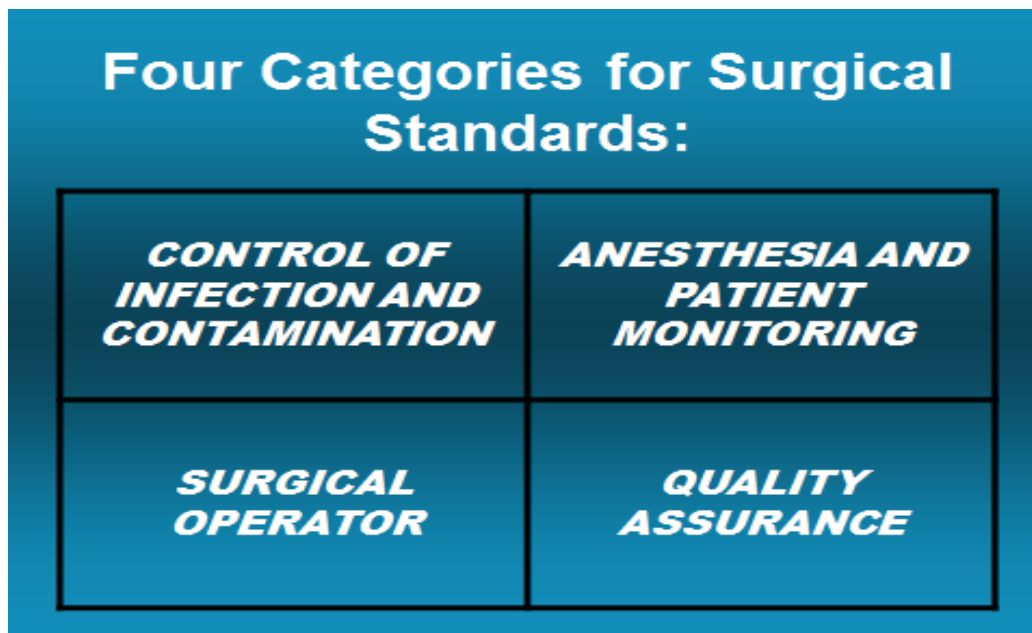 Four Categories for Surgical
Standards:
CONTROL OF
INFECTION AND
CONTAMINATION
ANESTHESIA AND
PATIENT
MONITORING
SURGICAL
OPERATOR
QUALITY
ASSURANCE